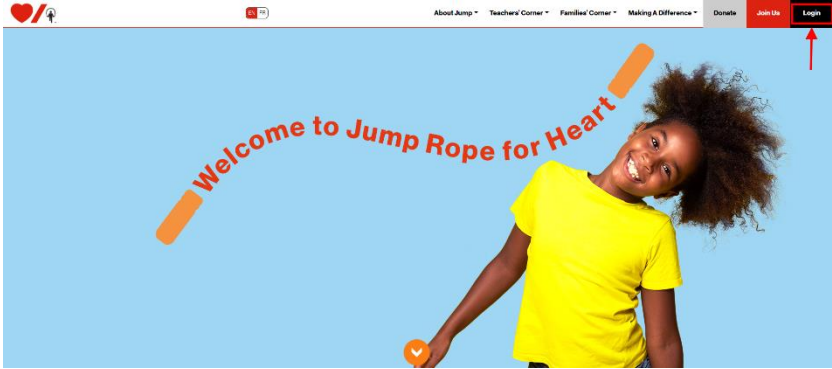 EN FR
About Jump Teachers' Corner Families' Corner Making A Difference Donate Join Us Login
Welcome to Jump Rope for Heart